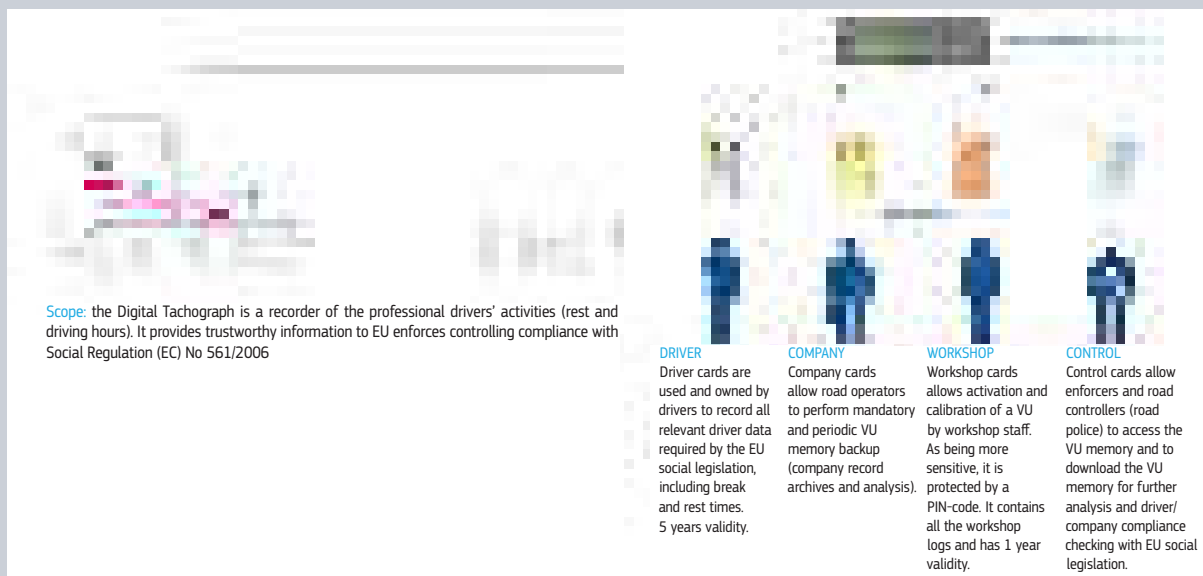 Scope: the Digital Tachograph is a recorder of the professional drivers' activities (rest and
driving hours). It provides trustworthy information to EU enforces controlling compliance with
Social Regulation (EC) No 561/2006
DRIVER
Driver cards are
used and owned by
drivers to record all
relevant driver data
required by the EU
social legislation,
including break
and rest times.
5 years validity.
COMPANY
Company cards
allow road operators
to perform mandatory
and periodic VU
memory backup
(company record
archives and analysis).
WORKSHOP
Workshop cards
allows activation and
calibration of a VU
by workshop staff.
As being more
sensitive, it is
protected by a
PIN-code. It contains
all the workshop
logs and has 1 year
validity.
CONTROL
Control cards allow
enforcers and road
controllers (road
police) to access the
VU memory and to
download the VU
memory for further
analysis and driver/
company compliance
checking with EU social
legislation.